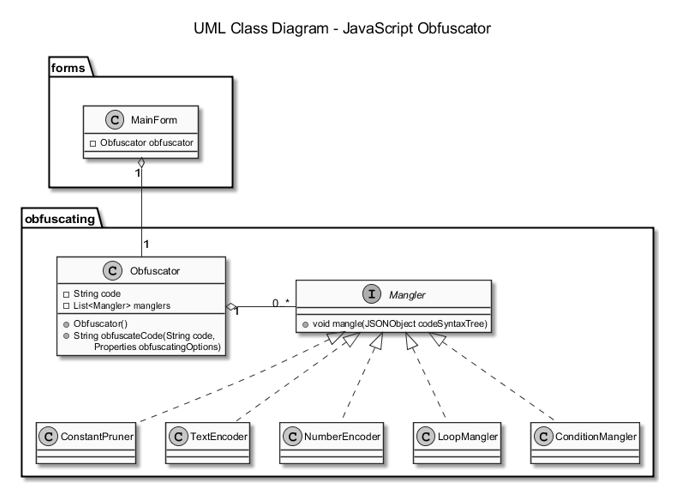 UML Class Diagram - JavaScript Obfuscator
forms
C MainForm
Obfuscator obfuscator
1
1
obfuscating
C Obfuscator
String code
List<Mangler> manglers
Obfuscator()
String obfuscateCode(String code,
Properties obfuscatingOptions)
1
0..*
I Mangler
void mangle(JSONObject codeSyntaxTree)
C ConstantPruner
C TextEncoder
C NumberEncoder
C LoopMangler
C ConditionMangler